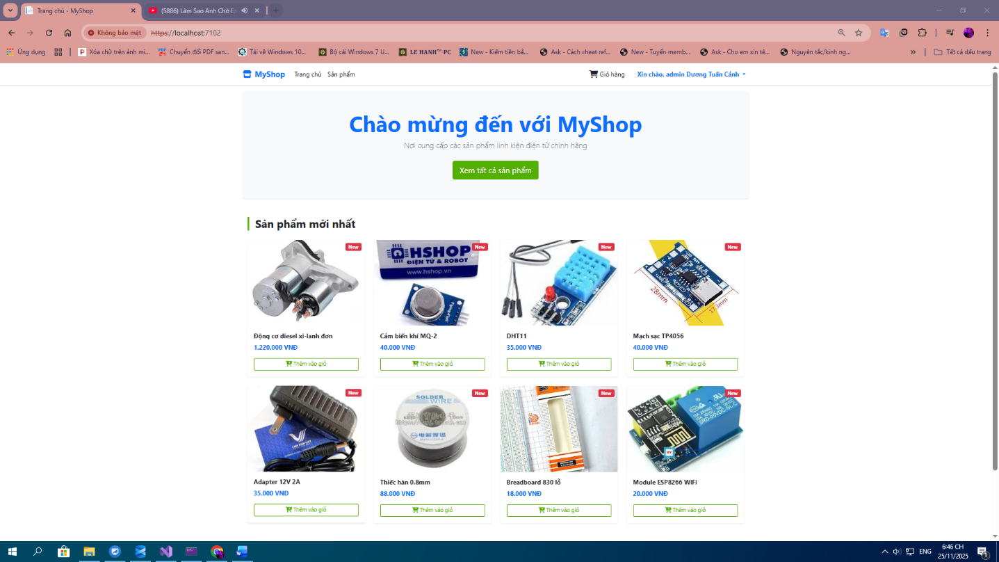 Trang chủ - MyShop
(5886) Làm Sao Anh Chờ E
Không bảo mật
https://localhost:7102
Ứng dụng
Xóa chữ trên ảnh mi...
Chuyển đổi PDF san...
Tải về Windows 10...
Bộ cài Windows 7 U...
LE HANH™ PC
New - Kiếm tiền bằ...
Ask - Cách cheat ref...
New - Tuyển memb...
Ask - Cho em xin tê...
Nguyên tắc/kinh ng...
»
Tất cả dấu trang
MyShop
Trang chủ
Sản phẩm
Giỏ hàng
Xin chào, admin Dương Tuấn Cảnh
Chào mừng đến với MyShop
Nơi cung cấp các sản phẩm linh kiện điện tử chính hãng
Xem tất cả sản phẩm
Sản phẩm mới nhất
New
New
New
New
HSHOP
ĐIỆN TỬ & ROBOT
www.hshop.vn
Flying-Fish
28mm
17.3mm
Động cơ diesel xi-lanh đơn
Cảm biến khí MQ-2
DHT11
Mạch sạc TP4056
1.220.000 VNĐ
40.000 VNĐ
35.000 VNĐ
40.000 VNĐ
Thêm vào giỏ
Thêm vào giỏ
Thêm vào giỏ
Thêm vào giỏ
New
New
New
New
SOLDER
WIRE
Adapter 12V 2A
Thiếc hàn 0.8mm
Breadboard 830 lỗ
Module ESP8266 WiFi
35.000 VNĐ
88.000 VNĐ
18.000 VNĐ
20.000 VNĐ
Thêm vào giỏ
Thêm vào giỏ
Thêm vào giỏ
Thêm vào giỏ
ENG
6:46 CH
25/11/2025
1